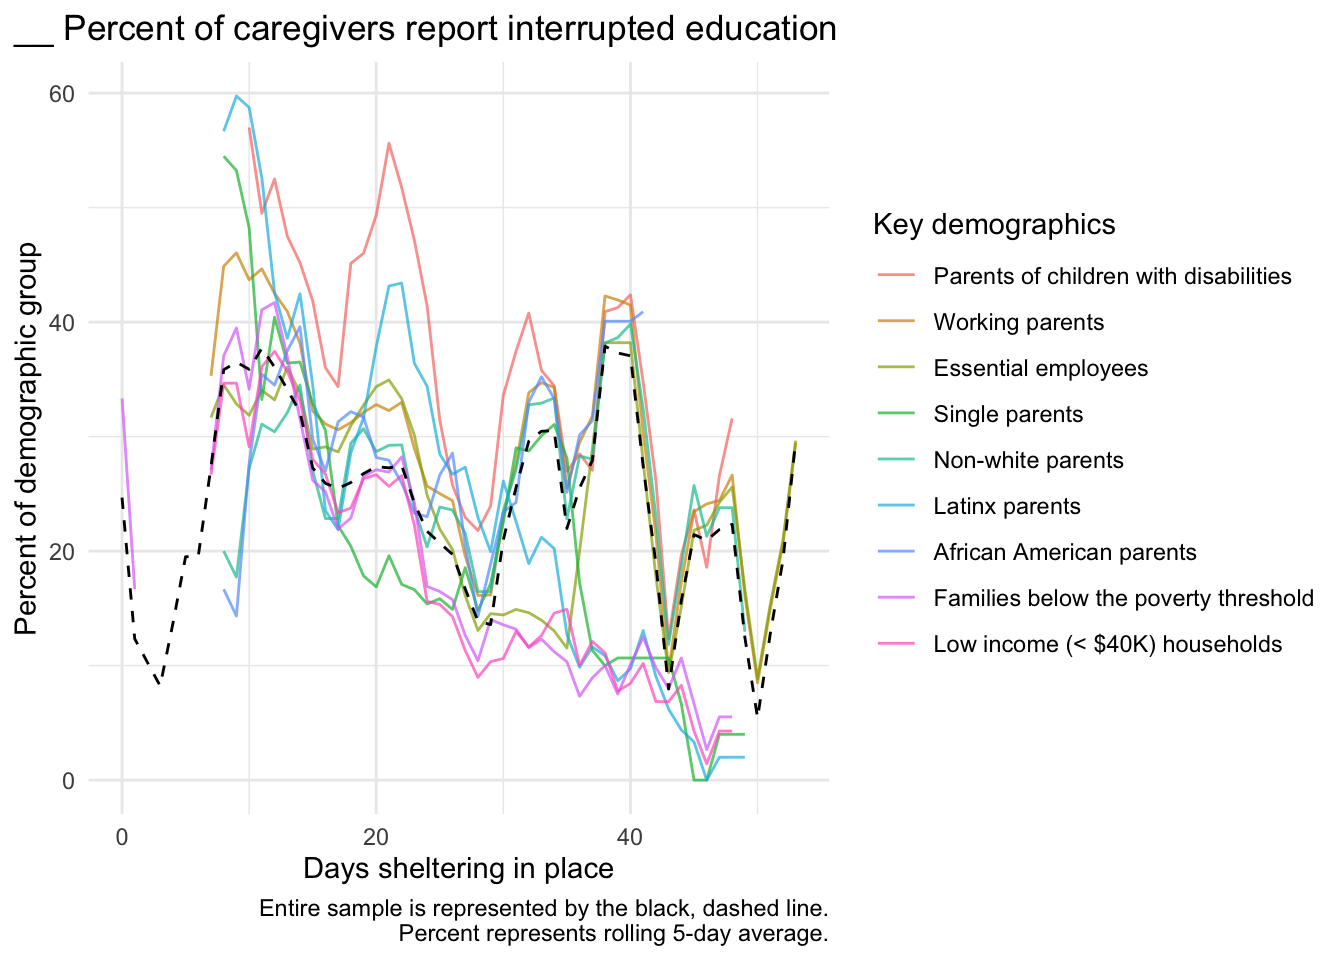 __ Percent of caregivers report interrupted education
Percent of demographic group
60
40
20
0
0 20 40
Days sheltering in place
Entire sample is represented by the black, dashed line.
Percent represents rolling 5-day average.
Key demographics
Parents of children with disabilities
Working parents
Essential employees
Single parents
Non-white parents
Latinx parents
African American parents
Families below the poverty threshold
Low income (< $40K) households